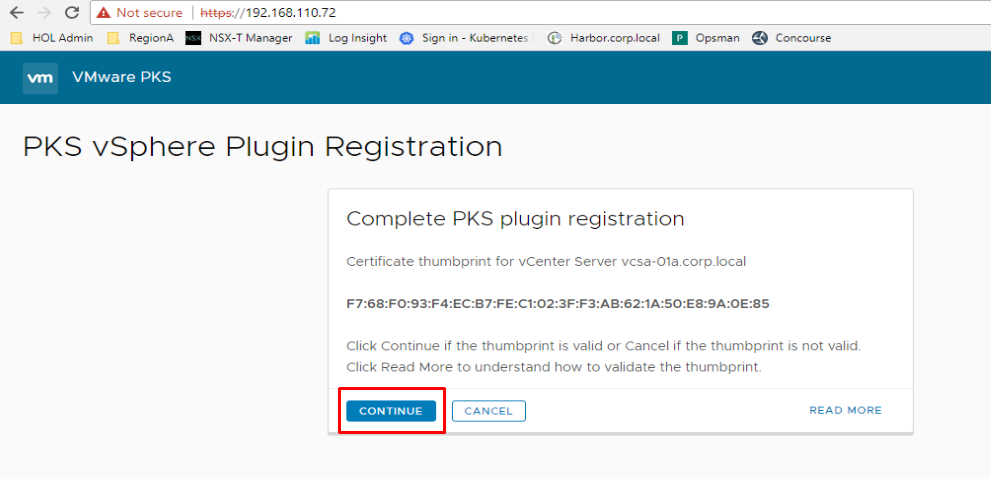 Not secure | https://192.168.110.72
HOL Admin RegionA NSX NSX-T Manager Log Insight Sign in - Kubernetes Harbor.corp.local P Opsman Concourse
vm VMware PKS
PKS vSphere Plugin Registration
Complete PKS plugin registration
Certificate thumbprint for vCenter Server vcsa-01a.corp.local
F7:68:F0:93:F4:EC:B7:FE:C1:02:3F:F3:AB:62:1A:50:E8:9A:0E:85
Click Continue if the thumbprint is valid or Cancel if the thumbprint is not valid.
Click Read More to understand how to validate the thumbprint.
CONTINUE CANCEL READ MORE